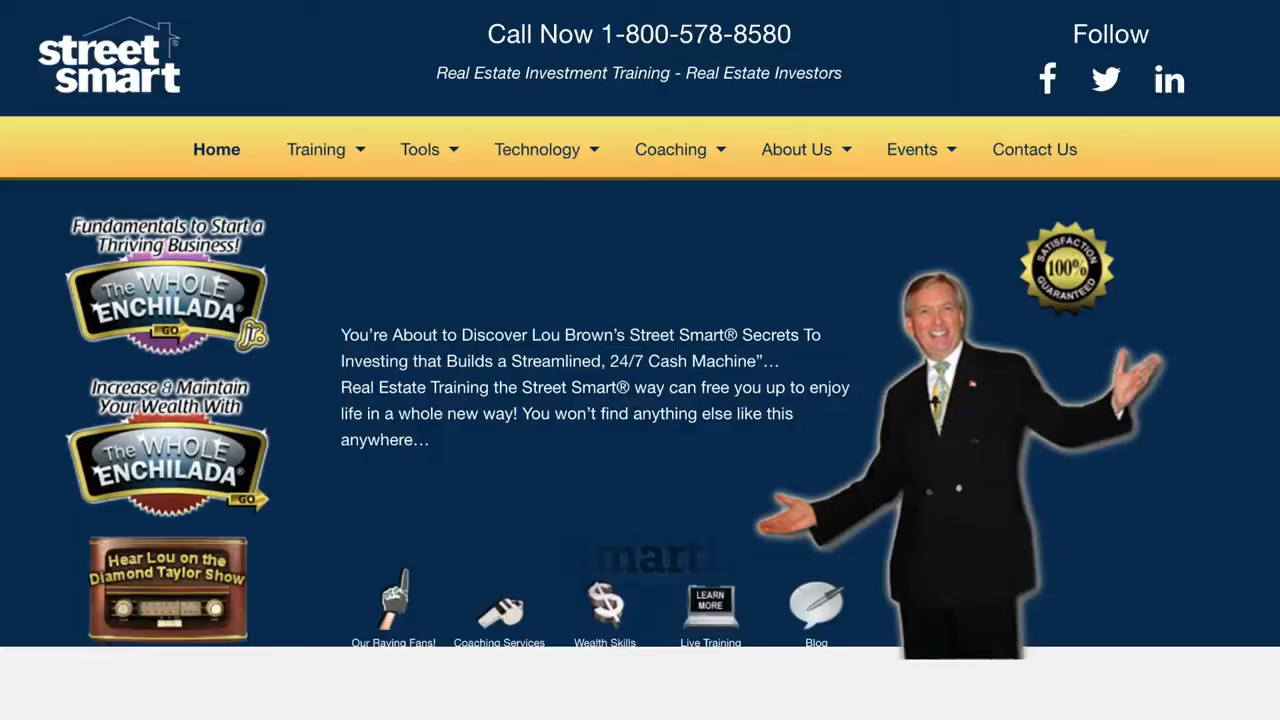 street
smart
®
Call Now 1-800-578-8580
Real Estate Investment Training - Real Estate Investors
Follow
Home Training Tools Technology Coaching About Us Events Contact Us
Fundamentals to Start a
Thriving Business!
The WHOLE
ENCHILADA®
GO
jr.
Increase & Maintain
Your Wealth With
The WHOLE
ENCHILADA®
GO
Hear Lou on the
Diamond Taylor Show
You're About to Discover Lou Brown's Street Smart® Secrets To
Investing that Builds a Streamlined, 24/7 Cash Machine”…
Real Estate Training the Street Smart® way can free you up to enjoy
life in a whole new way! You won't find anything else like this
anywhere…
SATISFACTION
100%
GUARANTEED
LEARN
MORE
Our Raving Fans! Coaching Services Wealth Skills Live Training Blog